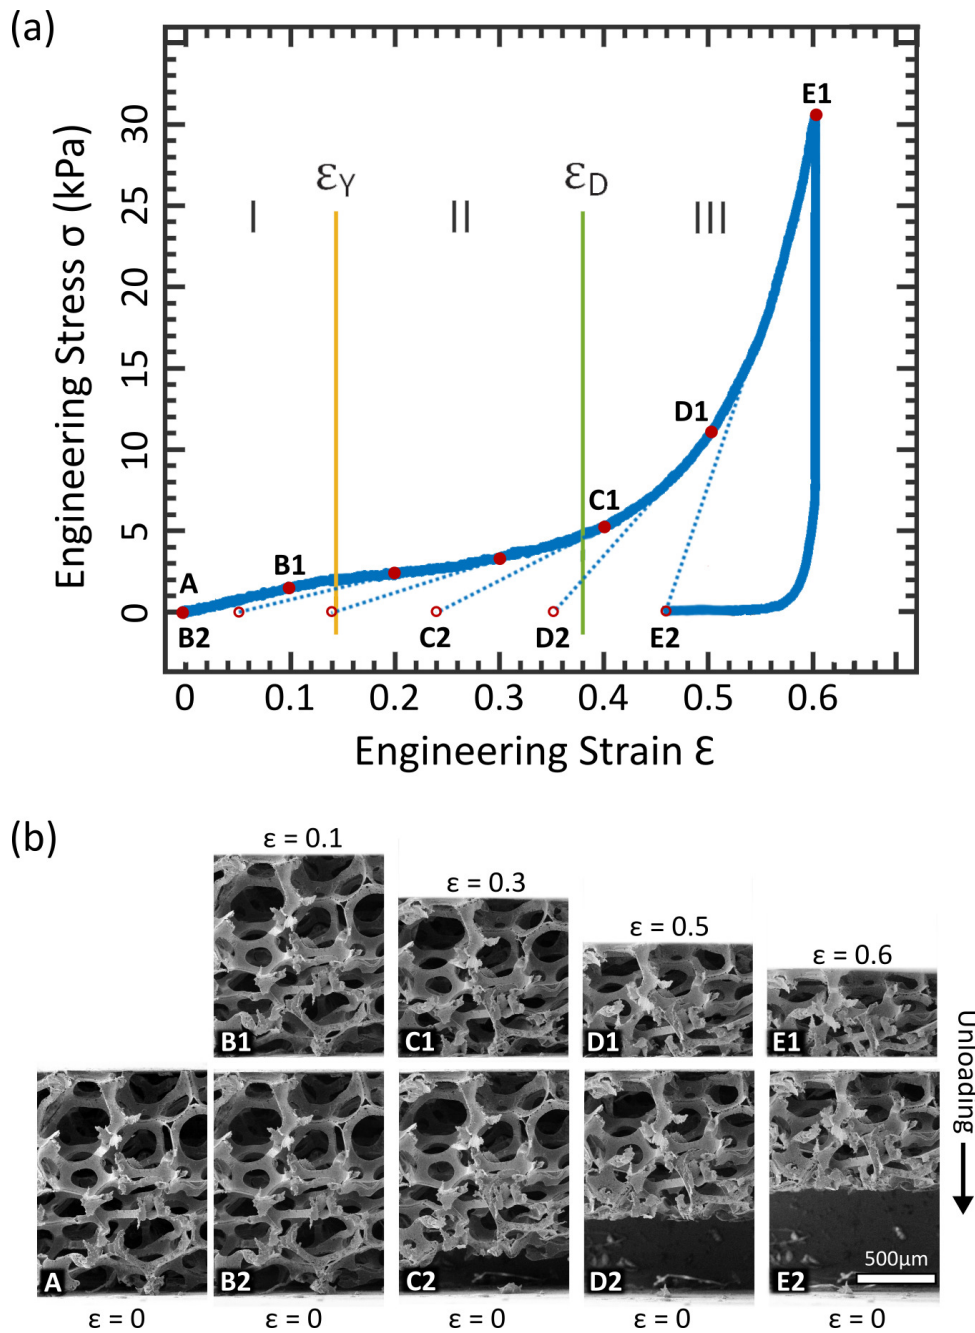 (a)
Engineering Stress σ (kPa)
30
25
20
15
10
5
0
E1
εY
εD
I
II
III
D1
C1
A
B1
B2
C2
D2
E2
0 0.1 0.2 0.3 0.4 0.5 0.6
Engineering Strain ε
(b)
ε = 0.1
ε = 0.3
ε = 0.5
ε = 0.6
B1
C1
D1
E1
Unloading
A
B2
C2
D2
E2
500μm
ε = 0
ε = 0
ε = 0
ε = 0
ε = 0